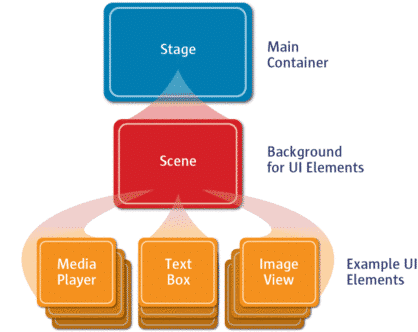 Stage
Main
Container
Scene
Background
for UI Elements
Media
Player
Text
Box
Image
View
Example UI
Elements